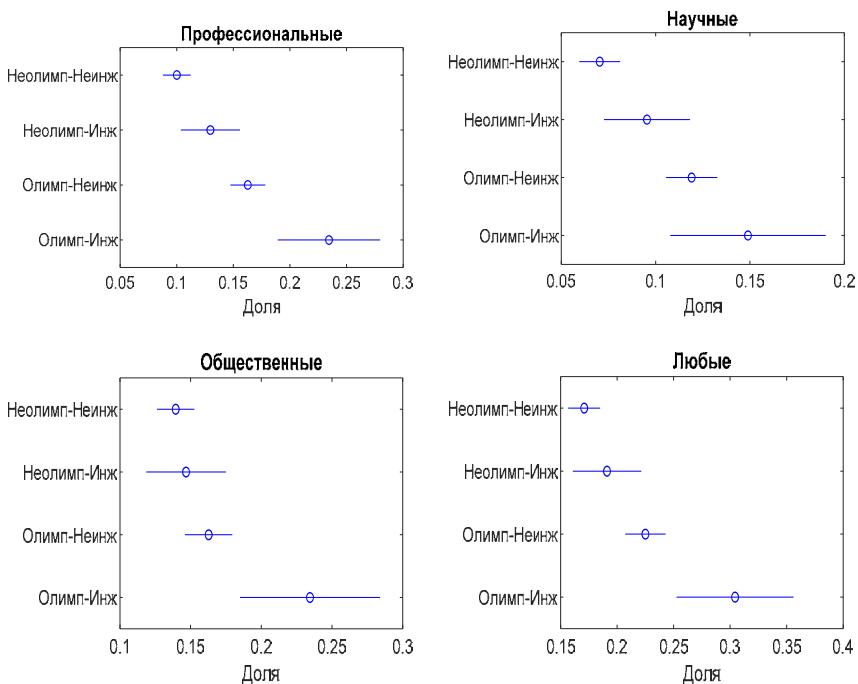 Профессиональные
Неолимп-Неинж
Неолимп-Инж
Олимп-Неинж
Олимп-Инж
0.05 0.1 0.15 0.2 0.25 0.3
Доля
Научные
Неолимп-Неинж
Неолимп-Инж
Олимп-Неинж
Олимп-Инж
0.05 0.1 0.15 0.2
Доля
Общественные
Неолимп-Неинж
Неолимп-Инж
Олимп-Неинж
Олимп-Инж
0.1 0.15 0.2 0.25 0.3
Доля
Любые
Неолимп-Неинж
Неолимп-Инж
Олимп-Неинж
Олимп-Инж
0.15 0.2 0.25 0.3 0.35 0.4
Доля